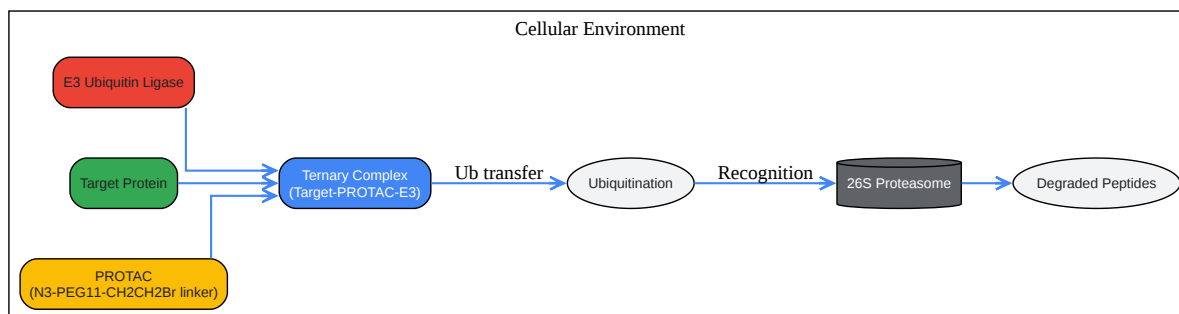 Cellular Environment
E3 Ubiquitin Ligase
Target Protein
PROTAC
(N3-PEG11-CH2CH2Br linker)
Ternary Complex
(Target-PROTAC-E3)
Ub transfer
Ubiquitination
Recognition
26S Proteasome
Degraded Peptides